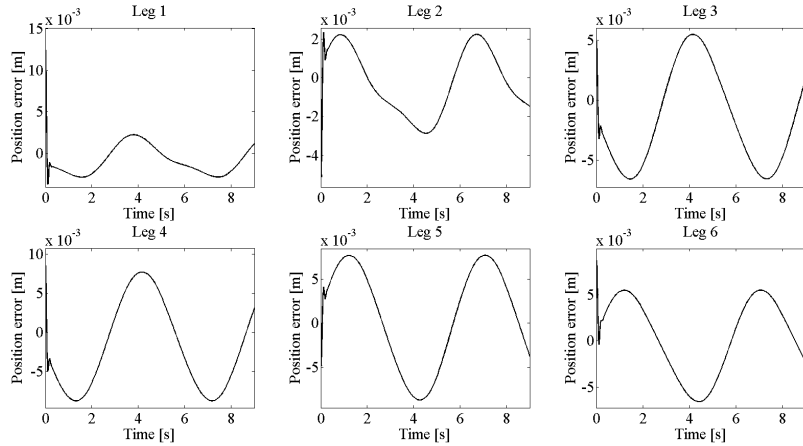 Leg 1
x 10⁻³
Position error [m]
15
10
5
0
0 2 4 6 8
Time [s]
Leg 2
x 10⁻³
Position error [m]
2
0
-2
-4
0 2 4 6 8
Time [s]
Leg 3
x 10⁻³
Position error [m]
5
0
-5
0 2 4 6 8
Time [s]
Leg 4
x 10⁻³
Position error [m]
10
5
0
-5
0 2 4 6 8
Time [s]
Leg 5
x 10⁻³
Position error [m]
5
0
-5
0 2 4 6 8
Time [s]
Leg 6
x 10⁻³
Position error [m]
5
0
-5
0 2 4 6 8
Time [s]